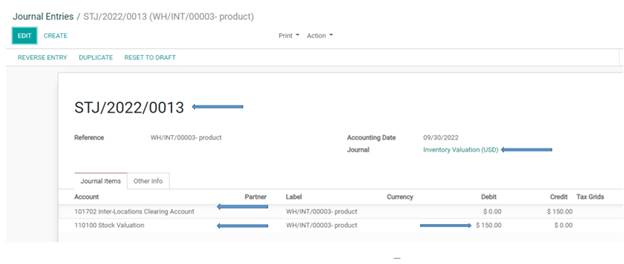 Journal Entries / STJ/2022/0013 (WH/INT/00003- product)
EDIT CREATE Print Action
REVERSE ENTRY DUPLICATE RESET TO DRAFT
STJ/2022/0013
Reference WH/INT/00003- product Accounting Date 09/30/2022
Journal Inventory Valuation (USD)
Journal Items Other Info
Account Partner Label Currency Debit Credit Tax Grids
101702 Inter-Locations Clearing Account WH/INT/00003- product $ 0.00 $ 150.00
110100 Stock Valuation WH/INT/00003- product $ 150.00 $ 0.00